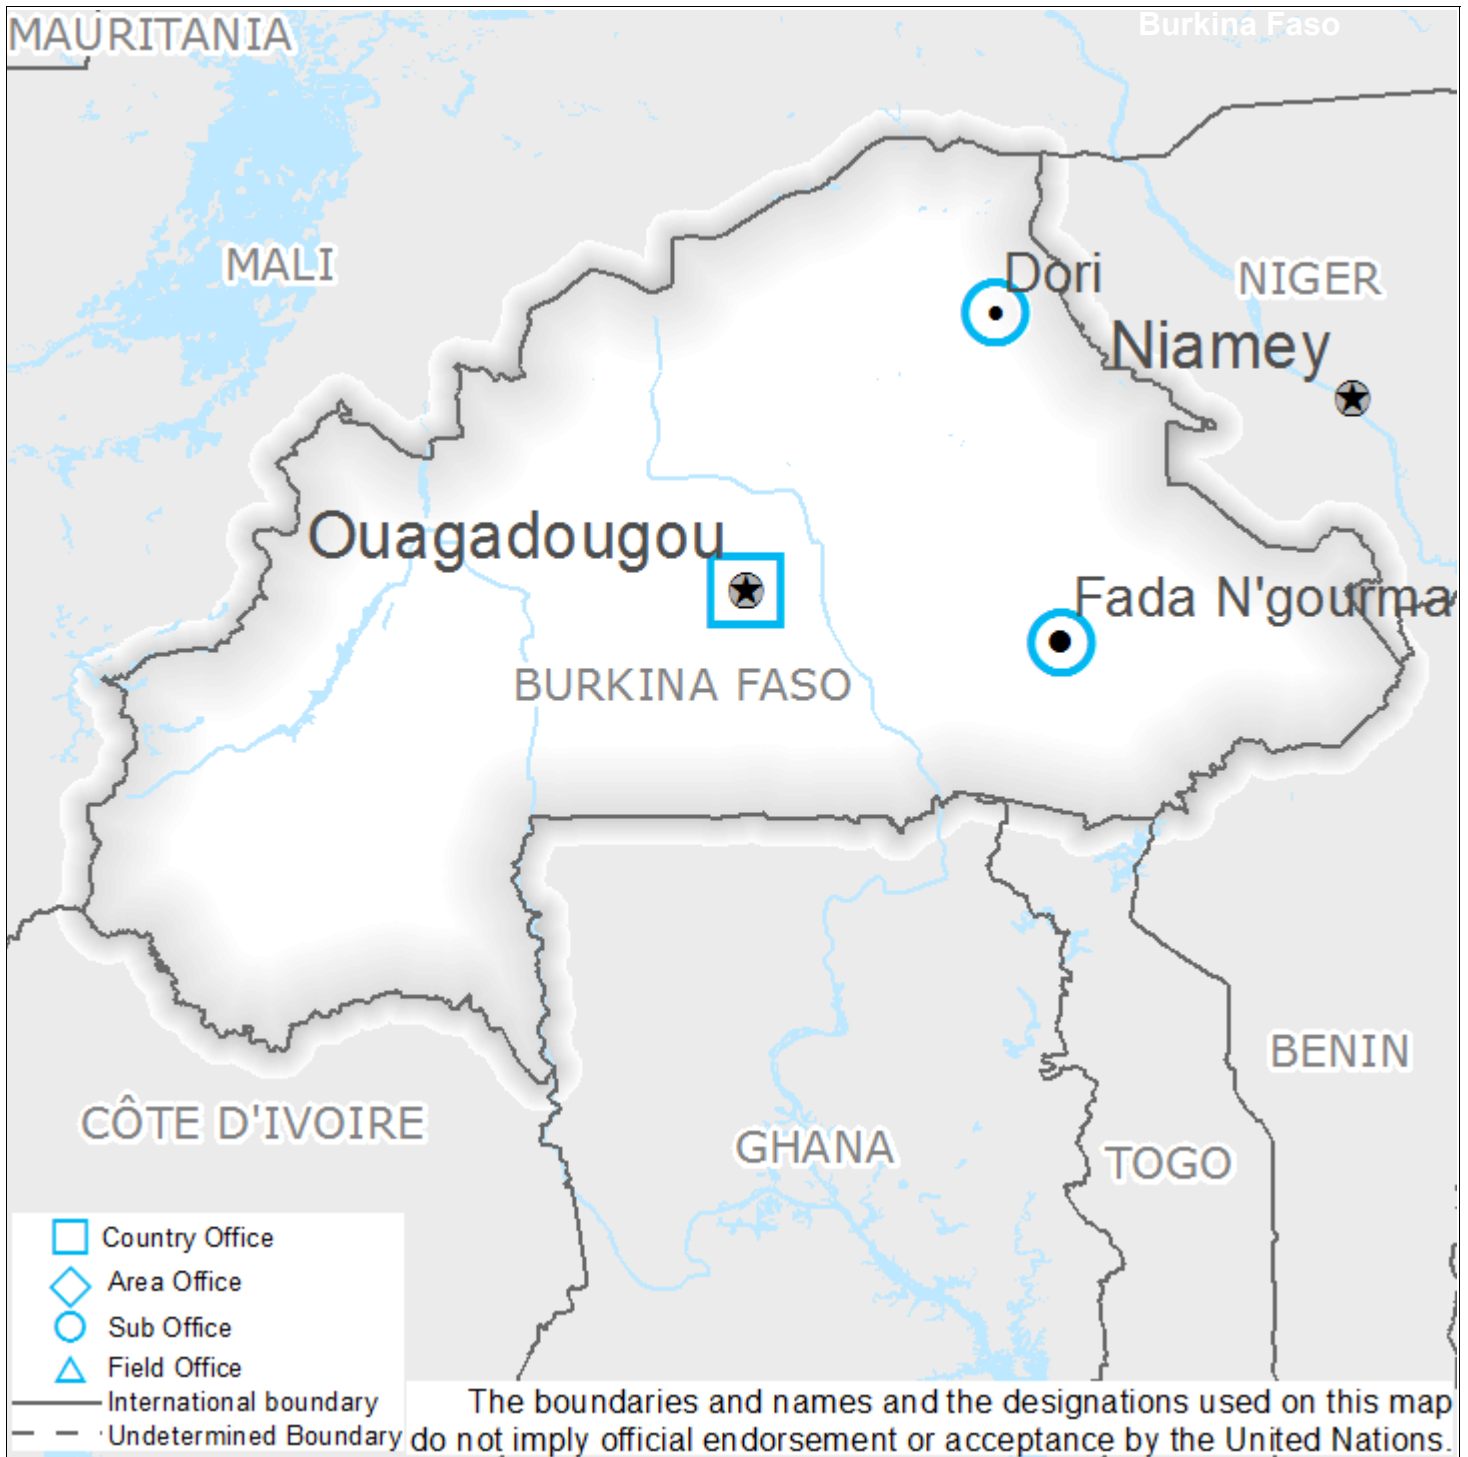 Burkina Faso
MAURITANIA
MALI
Dori
NIGER
Niamey
Ouagadougou
Fada N'gourma
BURKINA FASO
BENIN
CÔTE D'IVOIRE
GHANA
TOGO
Country Office
Area Office
Sub Office
Field Office
International boundary
Undetermined Boundary
The boundaries and names and the designations used on this map
do not imply official endorsement or acceptance by the United Nations.